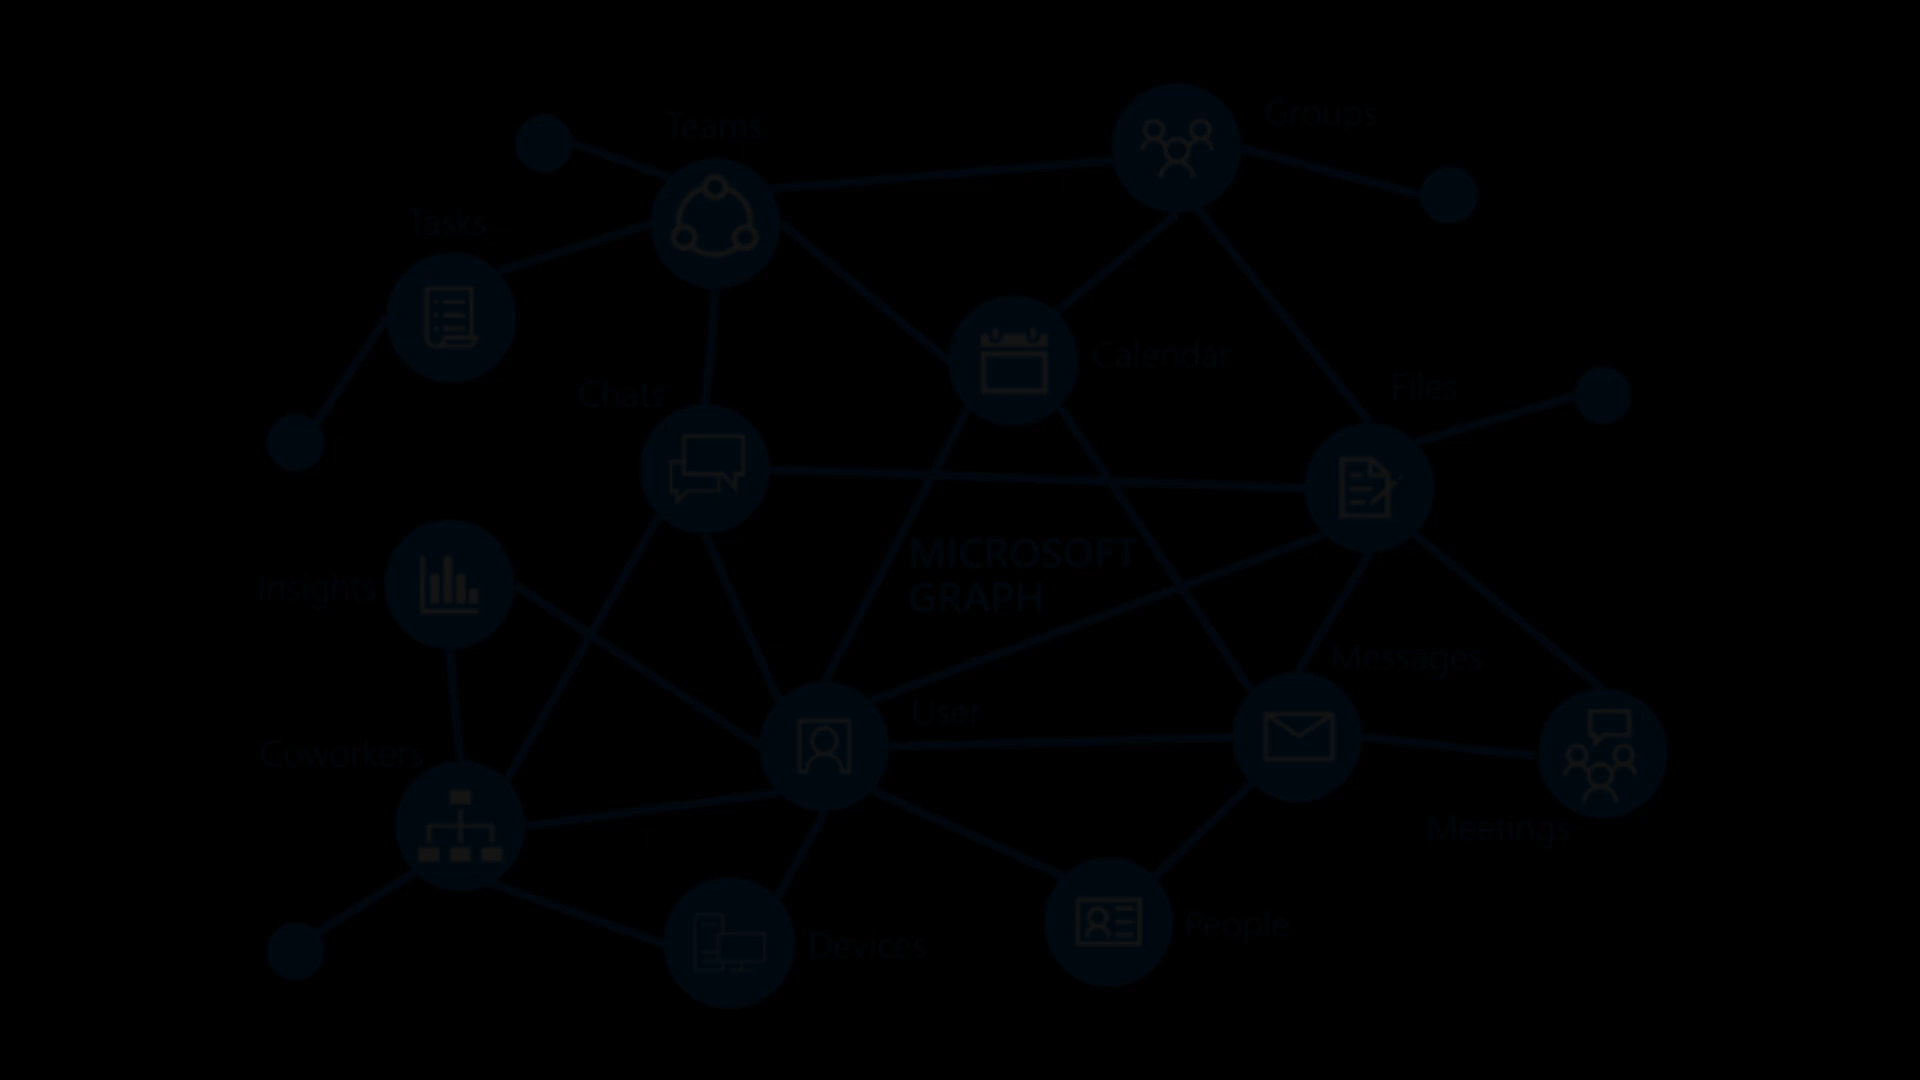 Groups
Teams
Tasks
Calendar
Files
Chats
MICROSOFT
GRAPH
Insights
Messages
User
Coworkers
Meetings
People
Devices